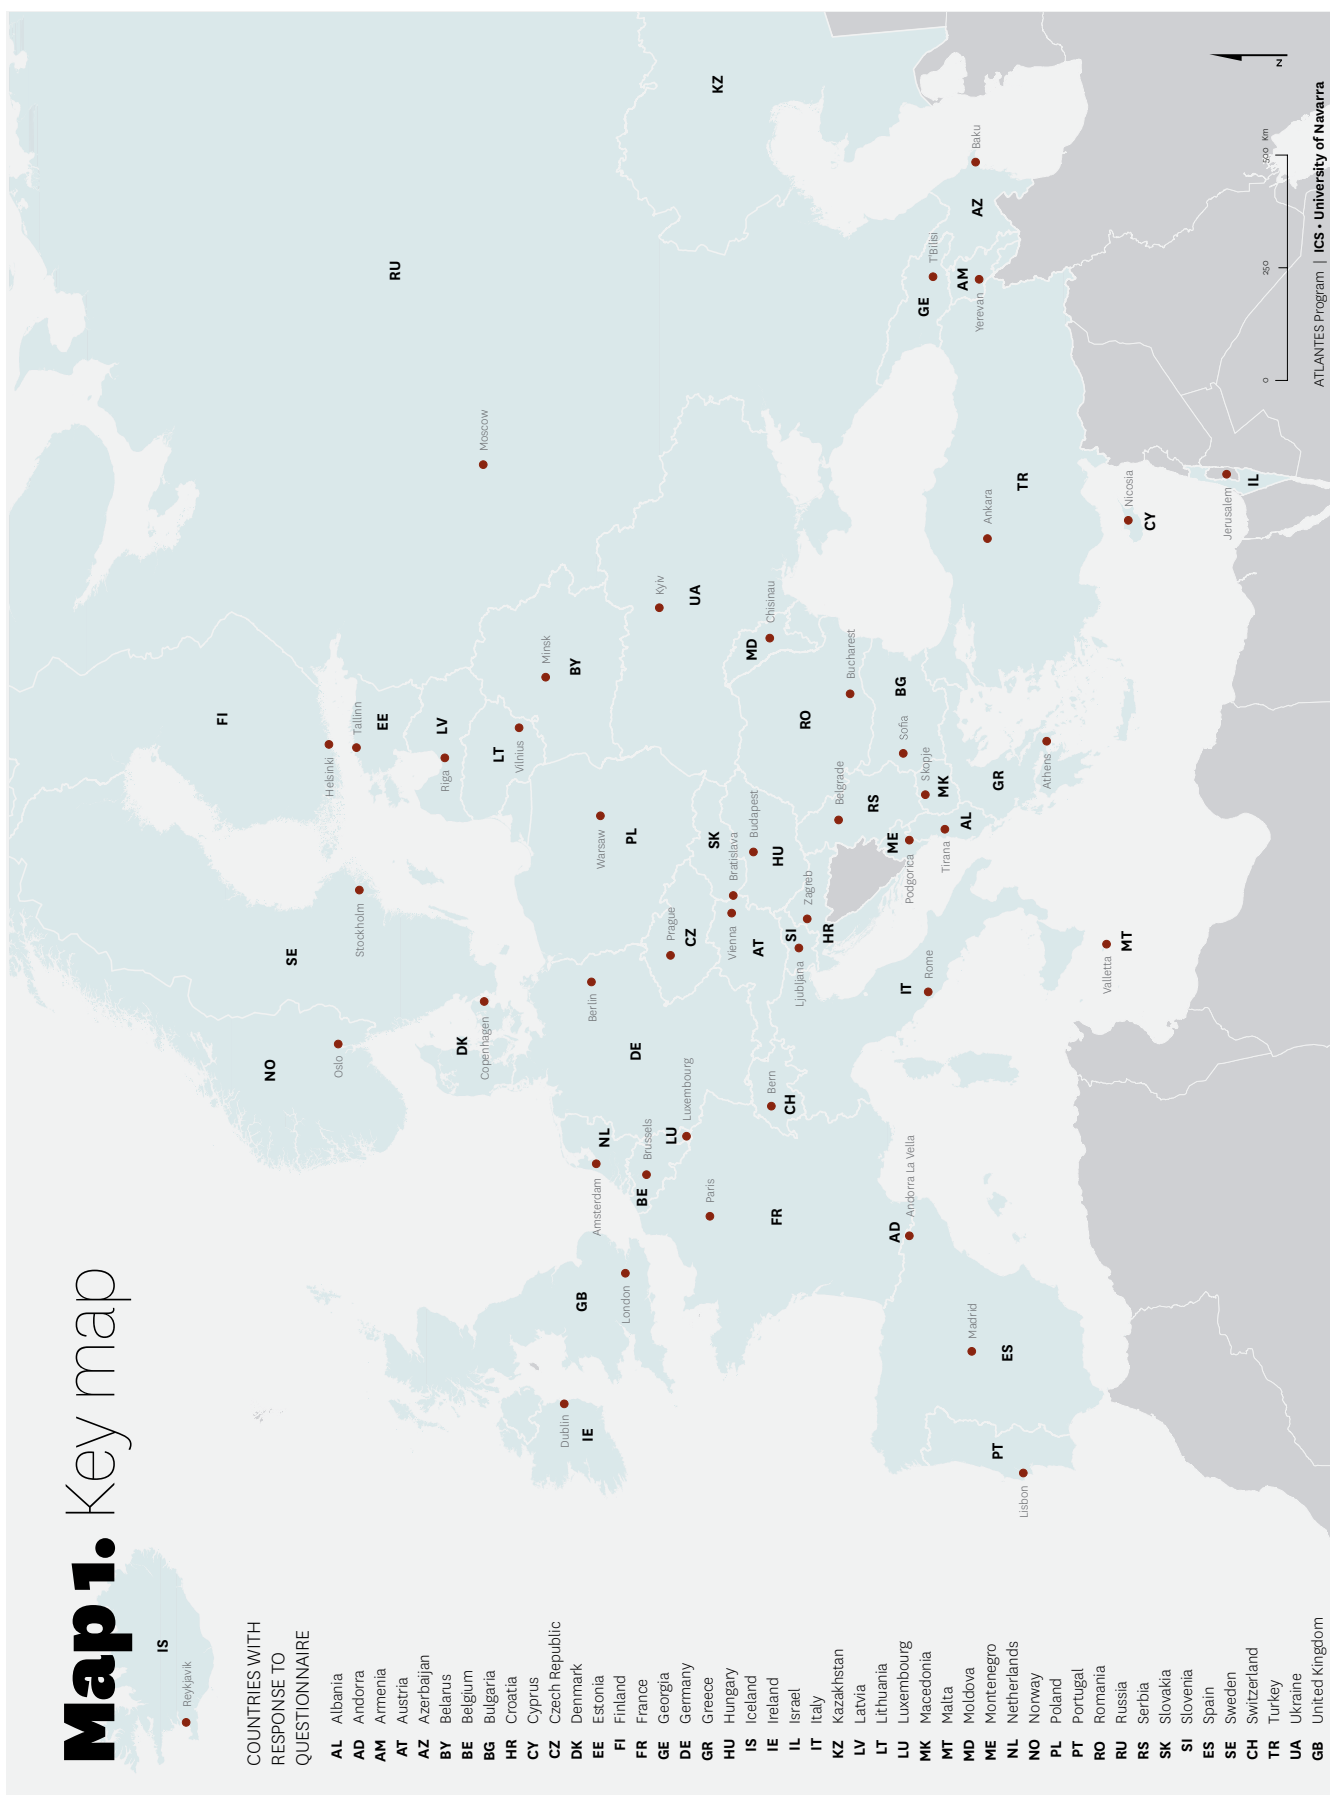 Map 1. Key map
COUNTRIES WITH
RESPONSE TO
QUESTIONNAIRE
AL Albania
AD Andorra
AM Armenia
AT Austria
AZ Azerbaijan
BY Belarus
BE Belgium
BG Bulgaria
HR Croatia
CY Cyprus
CZ Czech Republic
DK Denmark
EE Estonia
FI Finland
FR France
GE Georgia
DE Germany
GR Greece
HU Hungary
IS Iceland
IE Ireland
IL Israel
IT Italy
KZ Kazakhstan
LV Latvia
LT Lithuania
LU Luxembourg
MK Macedonia
MT Malta
MD Moldova
ME Montenegro
NL Netherlands
NO Norway
PL Poland
PT Portugal
RO Romania
RU Russia
RS Serbia
SK Slovakia
SI Slovenia
ES Spain
SE Sweden
CH Switzerland
TR Turkey
UA Ukraine
GB United Kingdom
IS
Reykjavik
NO
Oslo
SE
Stockholm
FI
Helsinki
Tallinn
EE
LV
Riga
LT
Vilnius
RU
Moscow
Minsk
BY
DK
Copenhagen
Dublin
IE
GB
London
Amsterdam
NL
BE
Brussels
LU
Luxembourg
Berlin
DE
Warsaw
PL
Prague
CZ
Kyiv
UA
KZ
Paris
FR
Bern
CH
Vienna
AT
Bratislava
SK
Budapest
HU
MD
Chisinau
SI
Ljubljana
Zagreb
HR
RO
Bucharest
Belgrade
RS
BG
Sofia
Skopje
MK
ME
Podgorica
Tirana
AL
IT
Rome
AD
Andorra La Vella
Madrid
ES
PT
Lisbon
GR
Athens
Valletta
MT
Ankara
TR
GE
T'Bilisi
AM
Yerevan
AZ
Baku
Nicosia
CY
Jerusalem
IL
N
0 250 500 Km
ATLANTES Program | ICS • University of Navarra